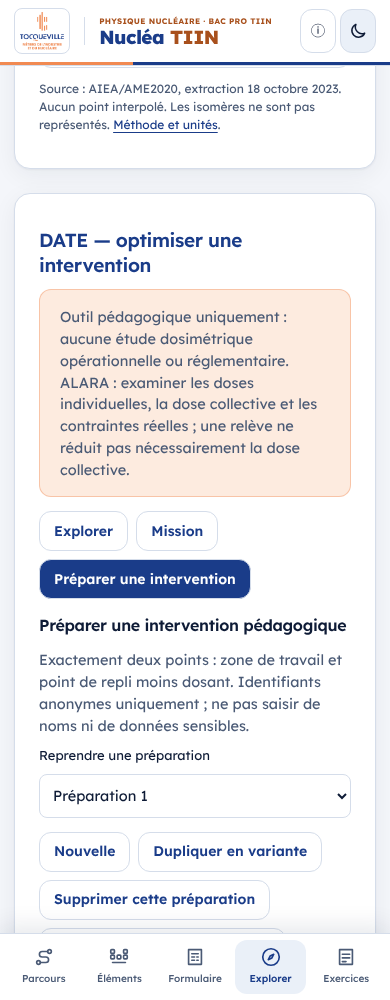 TOCQUEVILLE
PHYSIQUE NUCLÉAIRE · BAC PRO TIIN
Nucléa TIIN
Source : AIEA/AME2020, extraction 18 octobre 2023.
Aucun point interpolé. Les isomères ne sont pas
représentés. Méthode et unités.
DATE — optimiser une
intervention
Outil pédagogique uniquement :
aucune étude dosimétrique
opérationnelle ou réglementaire.
ALARA : examiner les doses
individuelles, la dose collective et les
contraintes réelles ; une relève ne
réduit pas nécessairement la dose
collective.
Explorer
Mission
Préparer une intervention
Préparer une intervention pédagogique
Exactement deux points : zone de travail et
point de repli moins dosant. Identifiants
anonymes uniquement ; ne pas saisir de
noms ni de données sensibles.
Reprendre une préparation
Préparation 1
Nouvelle
Dupliquer en variante
Supprimer cette préparation
Parcours
Éléments
Formulaire
Explorer
Exercices